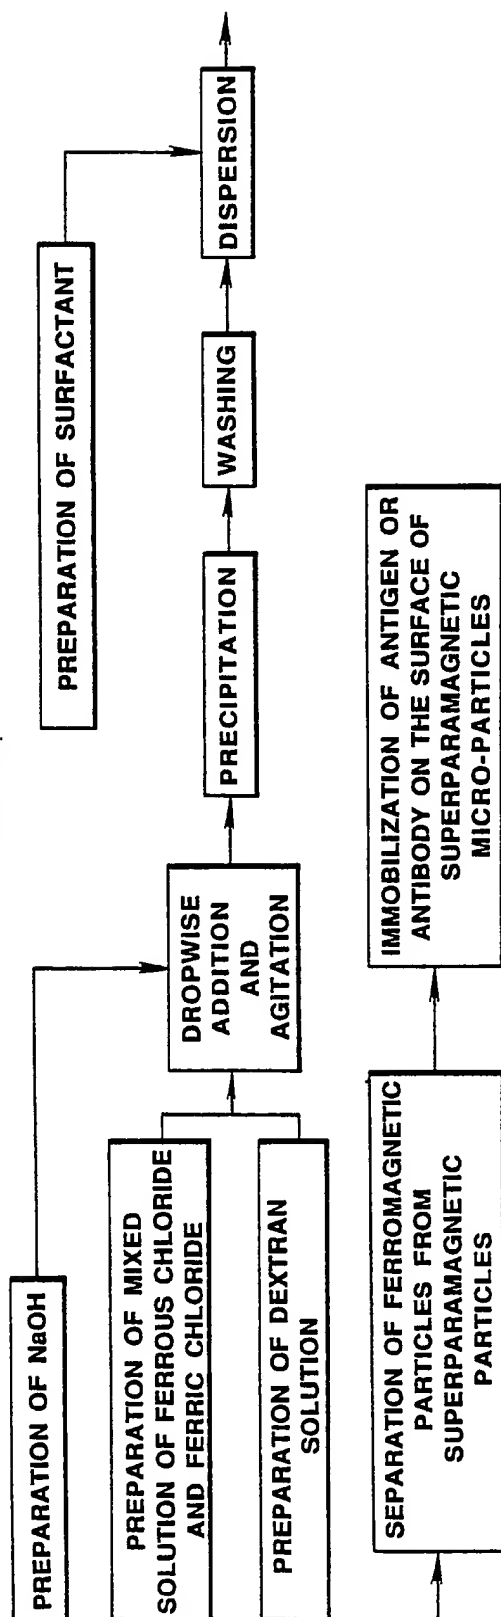 PREPARATION OF NaOH
PREPARATION OF MIXED
SOLUTION OF FERROUS CHLORIDE
AND FERRIC CHLORIDE
PREPARATION OF DEXTRAN
SOLUTION
DROPWISE
ADDITION
AND
AGITATION
PRECIPITATION
WASHING
PREPARATION OF SURFACTANT
DISPERSION
SEPARATION OF FERROMAGNETIC
PARTICLES FROM
SUPERPARAMAGNETIC
PARTICLES
IMMOBILIZATION OF ANTIGEN OR
ANTIBODY ON THE SURFACE OF
SUPERPARAMAGNETIC
MICRO-PARTICLES